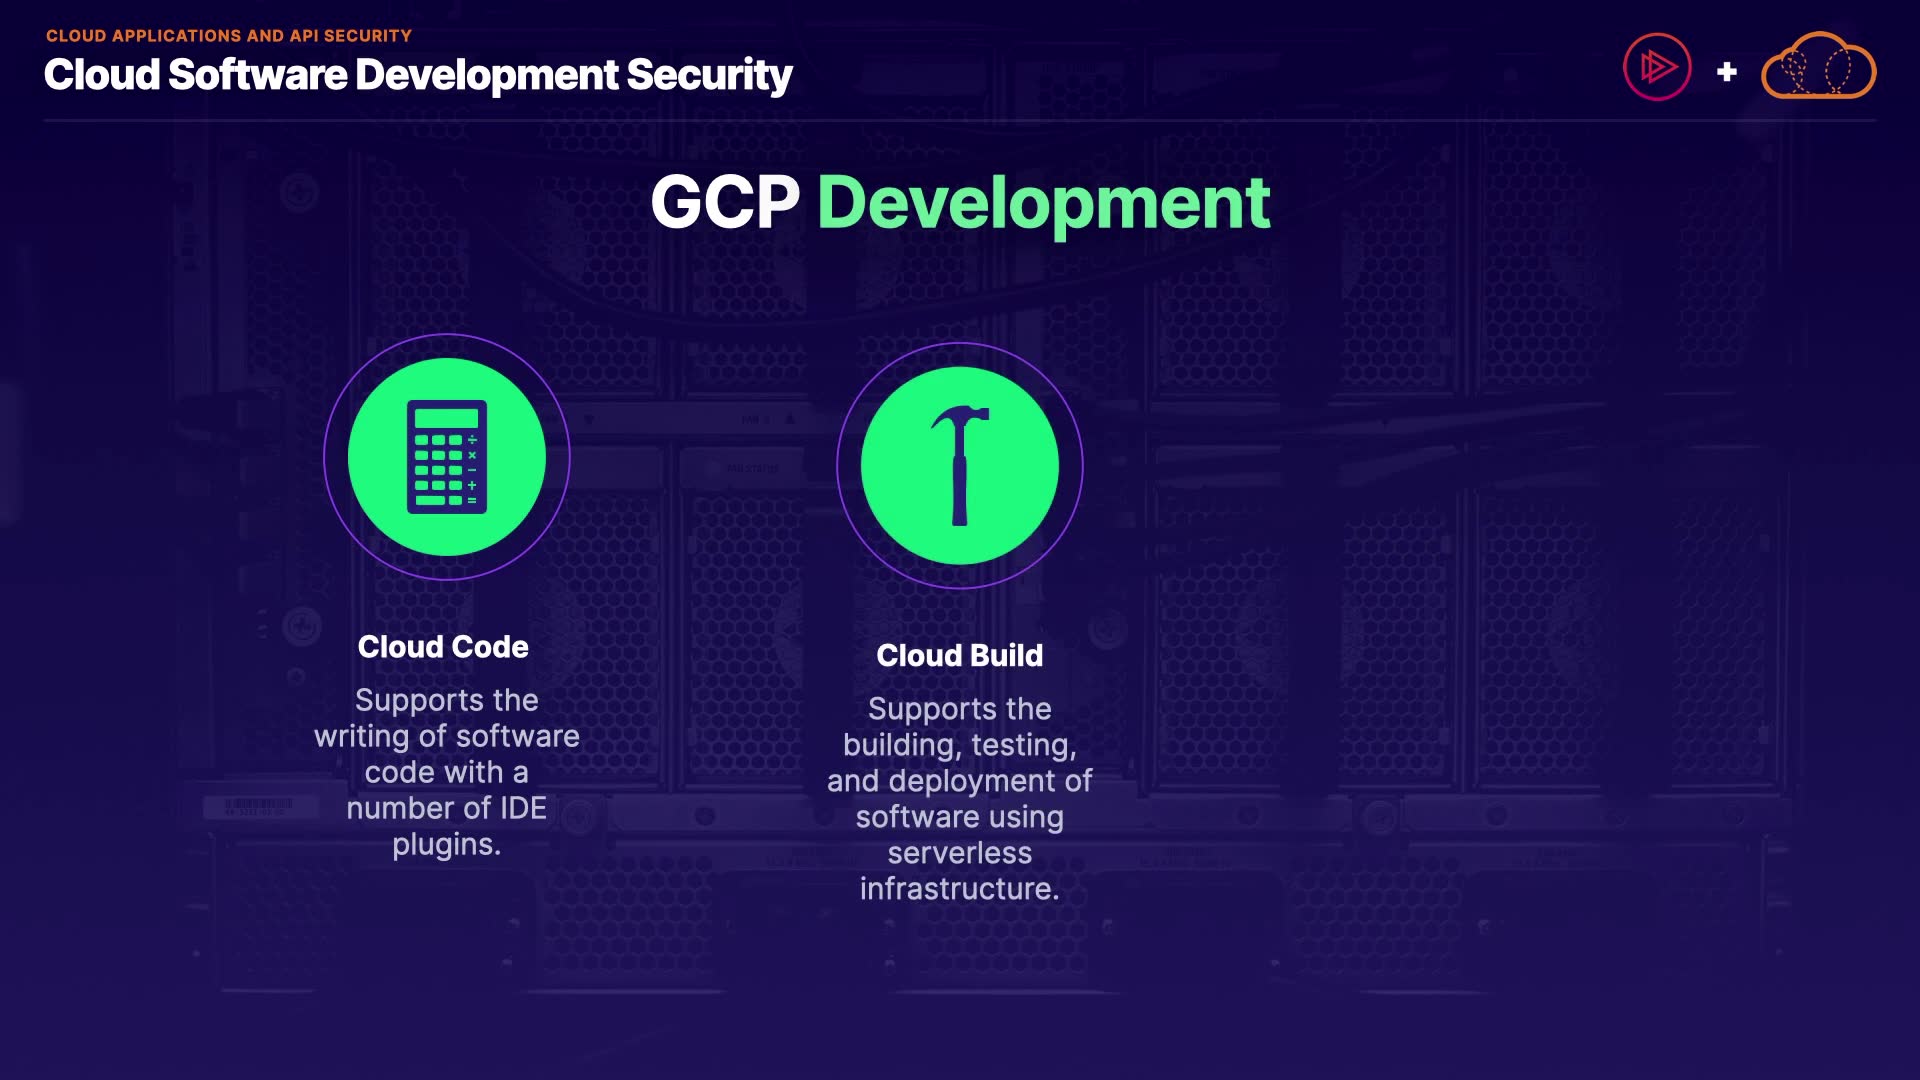 CLOUD APPLICATIONS AND API SECURITY
Cloud Software Development Security
GCP Development
Cloud Code
Supports the
writing of software
code with a
number of IDE
plugins.
Cloud Build
Supports the
building, testing,
and deployment of
software using
serverless
infrastructure.